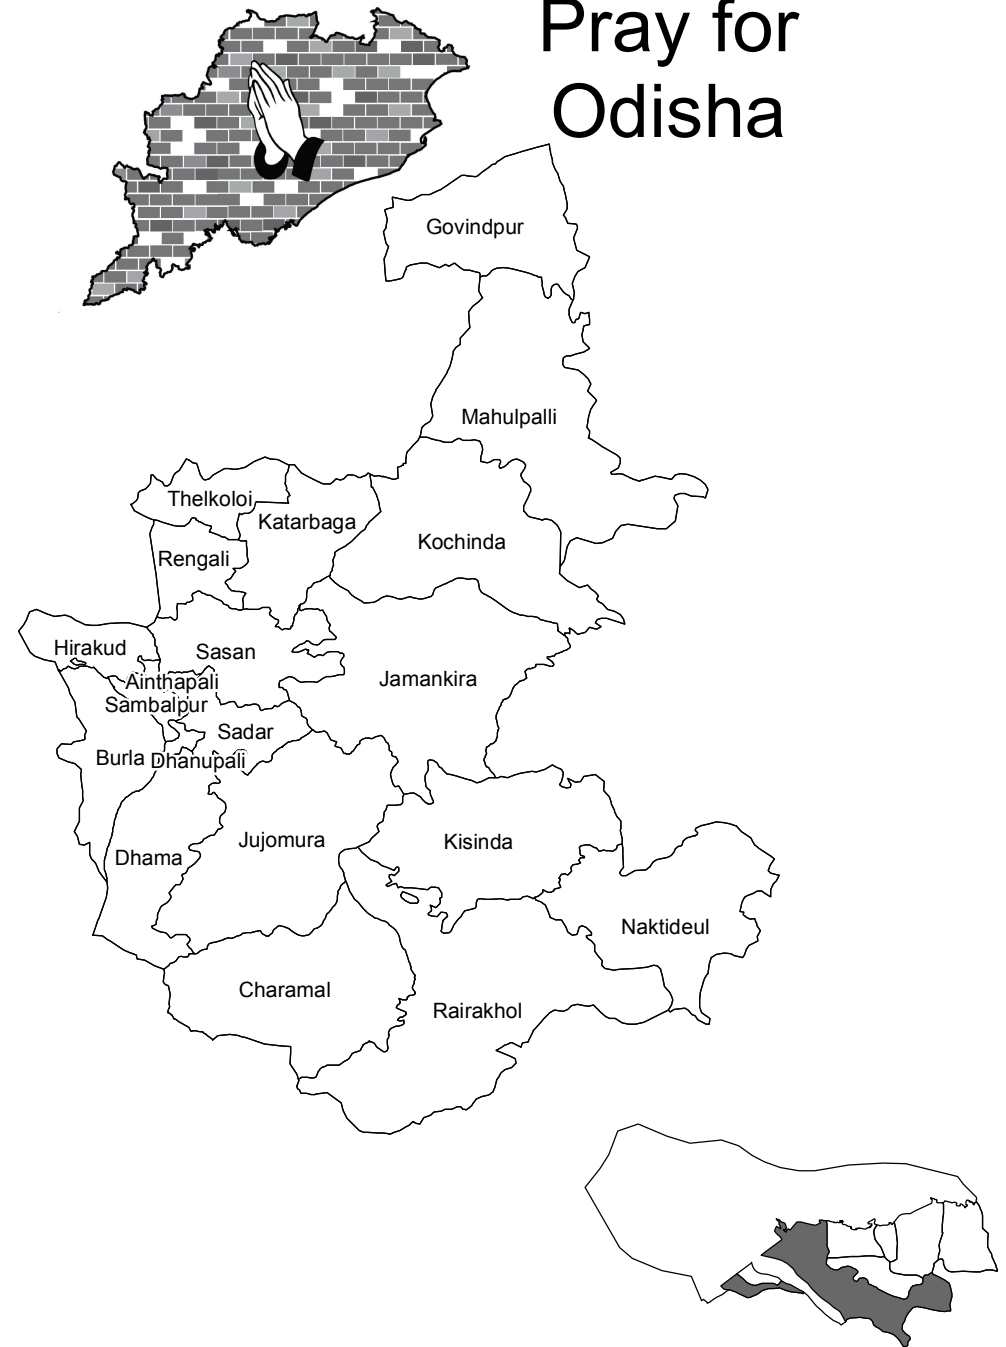 Pray for
Odisha
Govindpur
Mahulpalli
Thelkoloi
Katarbaga
Kochinda
Rengali
Hirakud
Sasan
Jamankira
Ainthapali
Sambalpur
Sadar
Burla
Dhanupali
Jujomura
Kisinda
Dhama
Naktideul
Charamal
Rairakhol